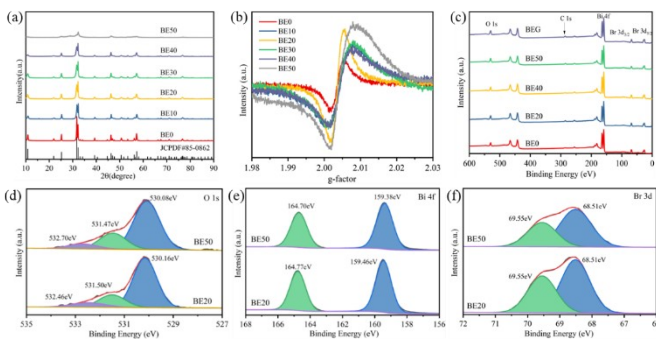 (a)
BE50
BE40
BE30
BE20
BE10
BE0
JCPDF#85-0862
Intensity(a.u.)
10 20 30 40 50 60 70 80 90
2θ(degree)
(b)
BE0
BE10
BE20
BE30
BE40
BE50
Intensity (a.u.)
1.98 1.99 2.00 2.01 2.02 2.03
g-factor
(c)
O 1s
C 1s
Bi 4f
Br 3d
Br 3d
BEG
BE50
BE40
BE20
BE0
Intensity (a.u.)
600 500 400 300 200 100 0
Binding Energy (eV)
(d)
O 1s
530.08eV
531.47eV
532.70eV
BE50
530.16eV
531.50eV
532.46eV
BE20
Intensity (a.u.)
535 533 531 529 527
Binding Energy (eV)
(e)
Bi 4f
164.70eV
159.38eV
BE50
164.77eV
159.46eV
BE20
Intensity (a.u.)
168 166 164 162 160 158 156
Binding Energy (eV)
(f)
Br 3d
69.55eV
68.51eV
BE50
69.55eV
68.51eV
BE20
Intensity (a.u.)
72 71 70 69 68 67 66
Binding Energy (eV)